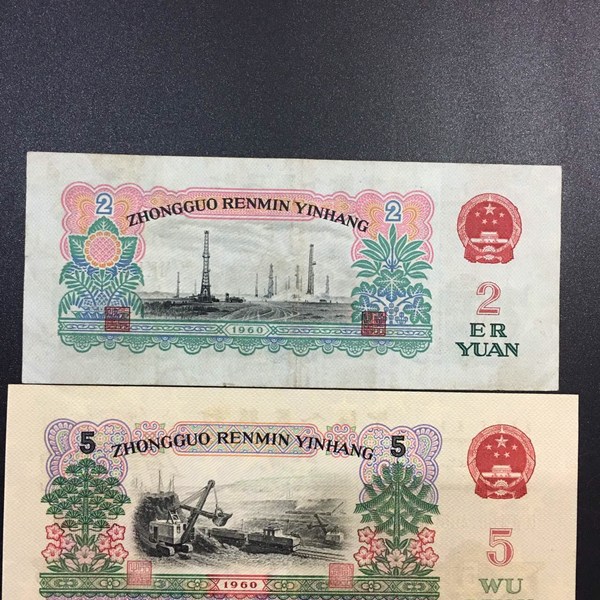 2 2
ZHONGGUO RENMIN YINHANG
1960
2
ER
YUAN
5 5
ZHONGGUO RENMIN YINHANG
1960
5
WU